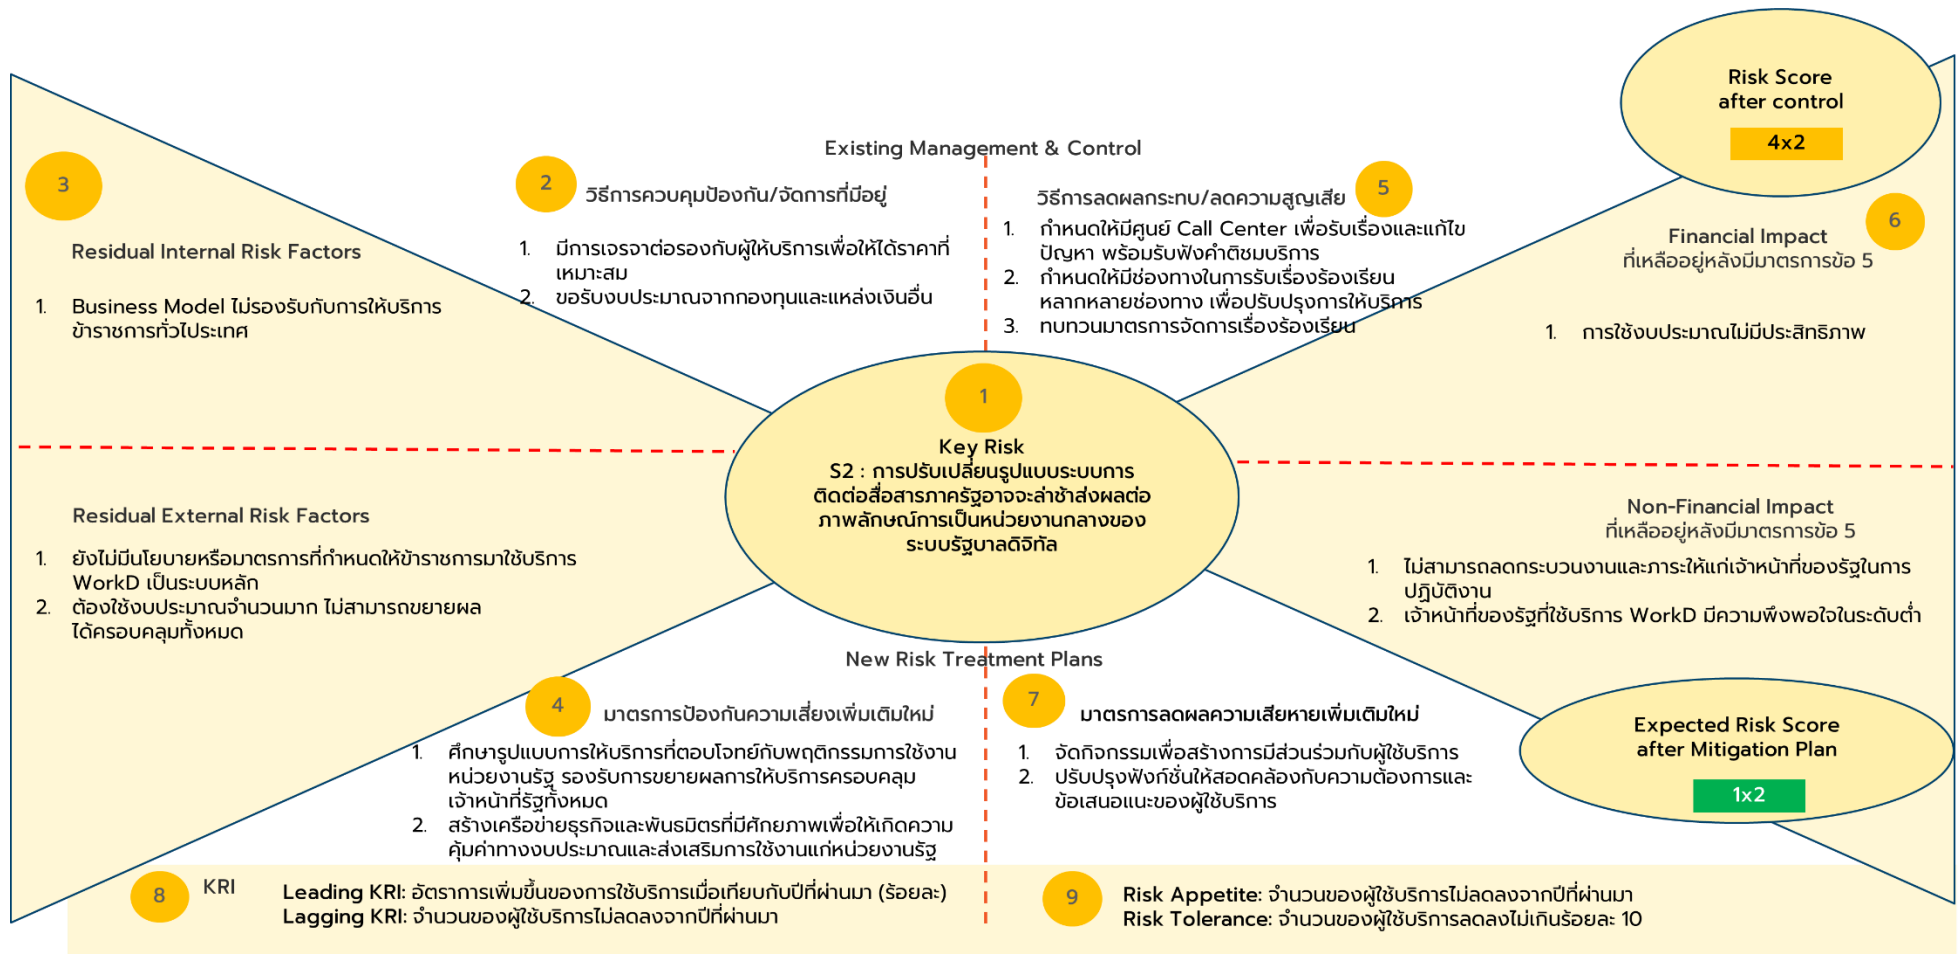 Risk Score
after control
4x2
Existing Management & Control
3
Residual Internal Risk Factors
1. Business Model ไม่รองรับกับการให้บริการ
ข้าราชการทั่วไประเทศ
2
วิธีการควบคุมป้องกัน/จัดการที่มีอยู่
1. มีการเจรจาต่อรองกับผู้ให้บริการเพื่อให้ได้ราคาที่
เหมาะสม
2. ขอรับงบประมาณจากกองทุนและแหล่งเงินอื่น
5
วิธีการลดผลกระทบ/ลดความสูญเสีย
1. กำหนดให้มีศูนย์ Call Center เพื่อรับเรื่องและแก้ไข
ปัญหา พร้อมรับฟังคำติชมบริการ
2. กำหนดให้มีช่องทางในการรับเรื่องร้องเรียน
หลากหลายช่องทาง เพื่อปรับปรุงการให้บริการ
3. ทบทวนมาตรการจัดการเรื่องร้องเรียน
6
Financial Impact
ที่เหลืออยู่หลังมีมาตรการข้อ 5
1. การใช้งบประมาณไม่มีประสิทธิภาพ
1
Key Risk
S2 : การปรับเปลี่ยนรูปแบบระบบการ
ติดต่อสื่อสารภาครัฐอาจจะล่าช้าส่งผลต่อ
ภาพลักษณ์การเป็นหน่วยงานกลางของ
ระบบรัฐบาลดิจิทัล
Residual External Risk Factors
1. ยังไม่มีนโยบายหรือมาตรการที่กำหนดให้ข้าราชการมาใช้บริการ
WorkD เป็นระบบหลัก
2. ต้องใช้งบประมาณจำนวนมาก ไม่สามารถขยายผล
ได้ครอบคลุมทั้งหมด
Non-Financial Impact
ที่เหลืออยู่หลังมีมาตรการข้อ 5
1. ไม่สามารถลดกระบวนงานและภาระให้แก่เจ้าหน้าที่ของรัฐในการ
ปฏิบัติงาน
2. เจ้าหน้าที่ของรัฐที่ใช้บริการ WorkD มีความพึงพอใจในระดับต่ำ
New Risk Treatment Plans
4
มาตรการป้องกันความเสี่ยงเพิ่มเติมใหม่
1. ศึกษารูปแบบการให้บริการที่ตอบโจทย์กับพฤติกรรมการใช้งาน
หน่วยงานรัฐ รองรับการขยายผลการให้บริการครอบคลุม
เจ้าหน้าที่รัฐทั้งหมด
2. สร้างเครือข่ายธุรกิจและพันธมิตรที่มีศักยภาพเพื่อให้เกิดความ
คุ้มค่าทางงบประมาณและส่งเสริมการใช้งานแก่หน่วยงานรัฐ
7
มาตรการลดผลความเสียหายเพิ่มเติมใหม่
1. จัดกิจกรรมเพื่อสร้างการมีส่วนร่วมกับผู้ใช้บริการ
2. ปรับปรุงฟังก์ชั่นให้สอดคล้องกับความต้องการและ
ข้อเสนอแนะของผู้ใช้บริการ
Expected Risk Score
after Mitigation Plan
1x2
8
KRI
Leading KRI: อัตราการเพิ่มขึ้นของการใช้บริการเมื่อเทียบกับปีที่ผ่านมา (ร้อยละ)
Lagging KRI: จำนวนของผู้ใช้บริการไม่ลดลงจากปีที่ผ่านมา
9
Risk Appetite: จำนวนของผู้ใช้บริการไม่ลดลงจากปีที่ผ่านมา
Risk Tolerance: จำนวนของผู้ใช้บริการลดลงไม่เกินร้อยละ 10